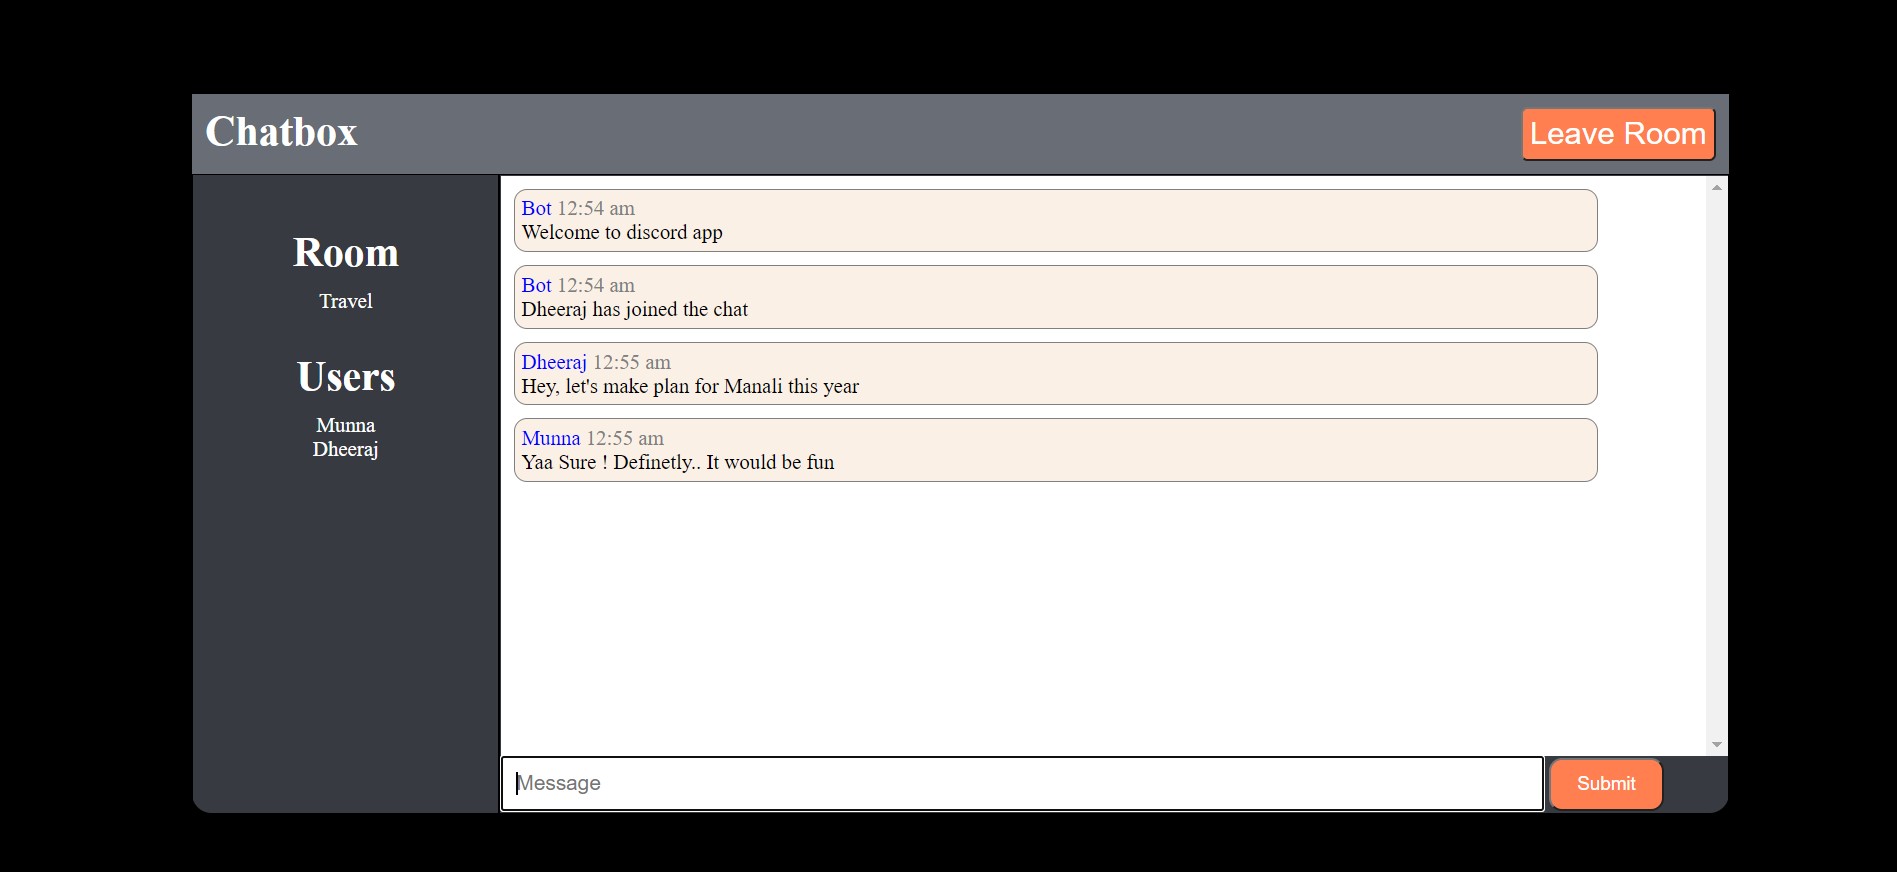 Chatbox
Leave Room
Room
Travel
Users
Munna
Dheeraj
Bot 12:54 am
Welcome to discord app
Bot 12:54 am
Dheeraj has joined the chat
Dheeraj 12:55 am
Hey, let's make plan for Manali this year
Munna 12:55 am
Yaa Sure ! Definetly.. It would be fun
Message
Submit